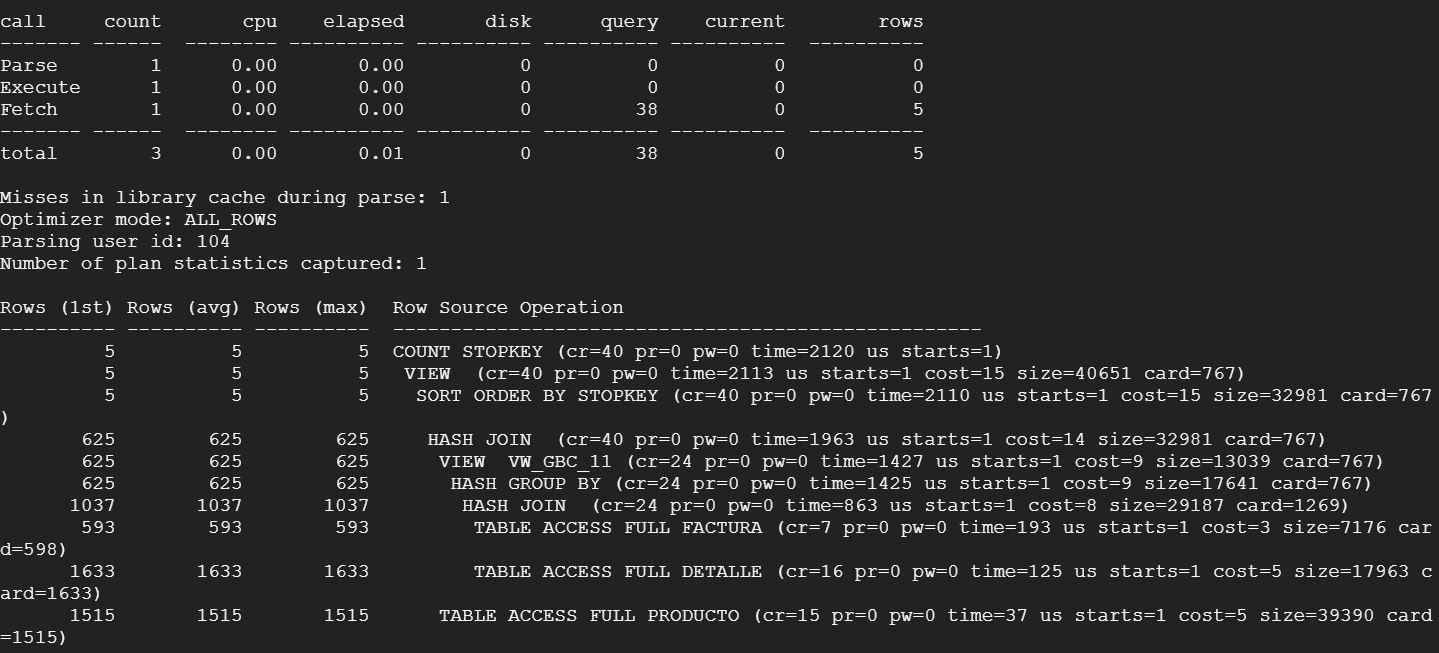 call     count       cpu    elapsed       disk      query    current        rows
------- ------  -------- ---------- ---------- ---------- ----------  ----------
Parse        1      0.00       0.00          0          0          0           0
Execute      1      0.00       0.00          0          0          0           0
Fetch        1      0.00       0.00          0         38          0           5
------- ------  -------- ---------- ---------- ---------- ----------  ----------
total        3      0.00       0.01          0         38          0           5

Misses in library cache during parse: 1
Optimizer mode: ALL_ROWS
Parsing user id: 104
Number of plan statistics captured: 1

Rows (1st) Rows (avg) Rows (max)  Row Source Operation
---------- ---------- ----------  ---------------------------------------------------
         5          5          5  COUNT STOPKEY (cr=40 pr=0 pw=0 time=2120 us starts=1)
         5          5          5   VIEW  (cr=40 pr=0 pw=0 time=2113 us starts=1 cost=15 size=40651 card=767)
         5          5          5    SORT ORDER BY STOPKEY (cr=40 pr=0 pw=0 time=2110 us starts=1 cost=15 size=32981 card=767
)
       625        625        625     HASH JOIN  (cr=40 pr=0 pw=0 time=1963 us starts=1 cost=14 size=32981 card=767)
       625        625        625      VIEW  VW_GBC_11 (cr=24 pr=0 pw=0 time=1427 us starts=1 cost=9 size=13039 card=767)
       625        625        625       HASH GROUP BY (cr=24 pr=0 pw=0 time=1425 us starts=1 cost=9 size=17641 card=767)
      1037       1037       1037        HASH JOIN  (cr=24 pr=0 pw=0 time=863 us starts=1 cost=8 size=29187 card=1269)
       593        593        593         TABLE ACCESS FULL FACTURA (cr=7 pr=0 pw=0 time=193 us starts=1 cost=3 size=7176 car
d=598)
      1633       1633       1633         TABLE ACCESS FULL DETALLE (cr=16 pr=0 pw=0 time=125 us starts=1 cost=5 size=17963 c
ard=1633)
      1515       1515       1515      TABLE ACCESS FULL PRODUCTO (cr=15 pr=0 pw=0 time=37 us starts=1 cost=5 size=39390 card
=1515)